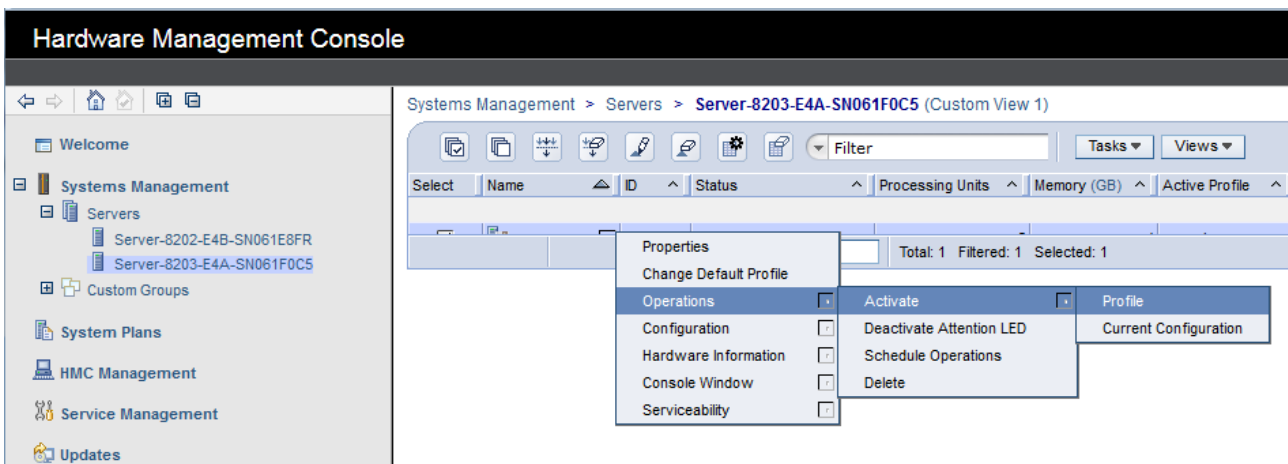 Hardware Management Console
Systems Management > Servers > Server-8203-E4A-SN061F0C5 (Custom View 1)
Welcome
Systems Management
Servers
Server-8202-E4B-SN061E8FR
Server-8203-E4A-SN061F0C5
Custom Groups
System Plans
HMC Management
Service Management
Updates
Filter Tasks Views
Select Name ID Status Processing Units Memory (GB) Active Profile
Total: 1 Filtered: 1 Selected: 1
Properties
Change Default Profile
Operations
Configuration
Hardware Information
Console Window
Serviceability
Activate
Deactivate Attention LED
Schedule Operations
Delete
Profile
Current Configuration